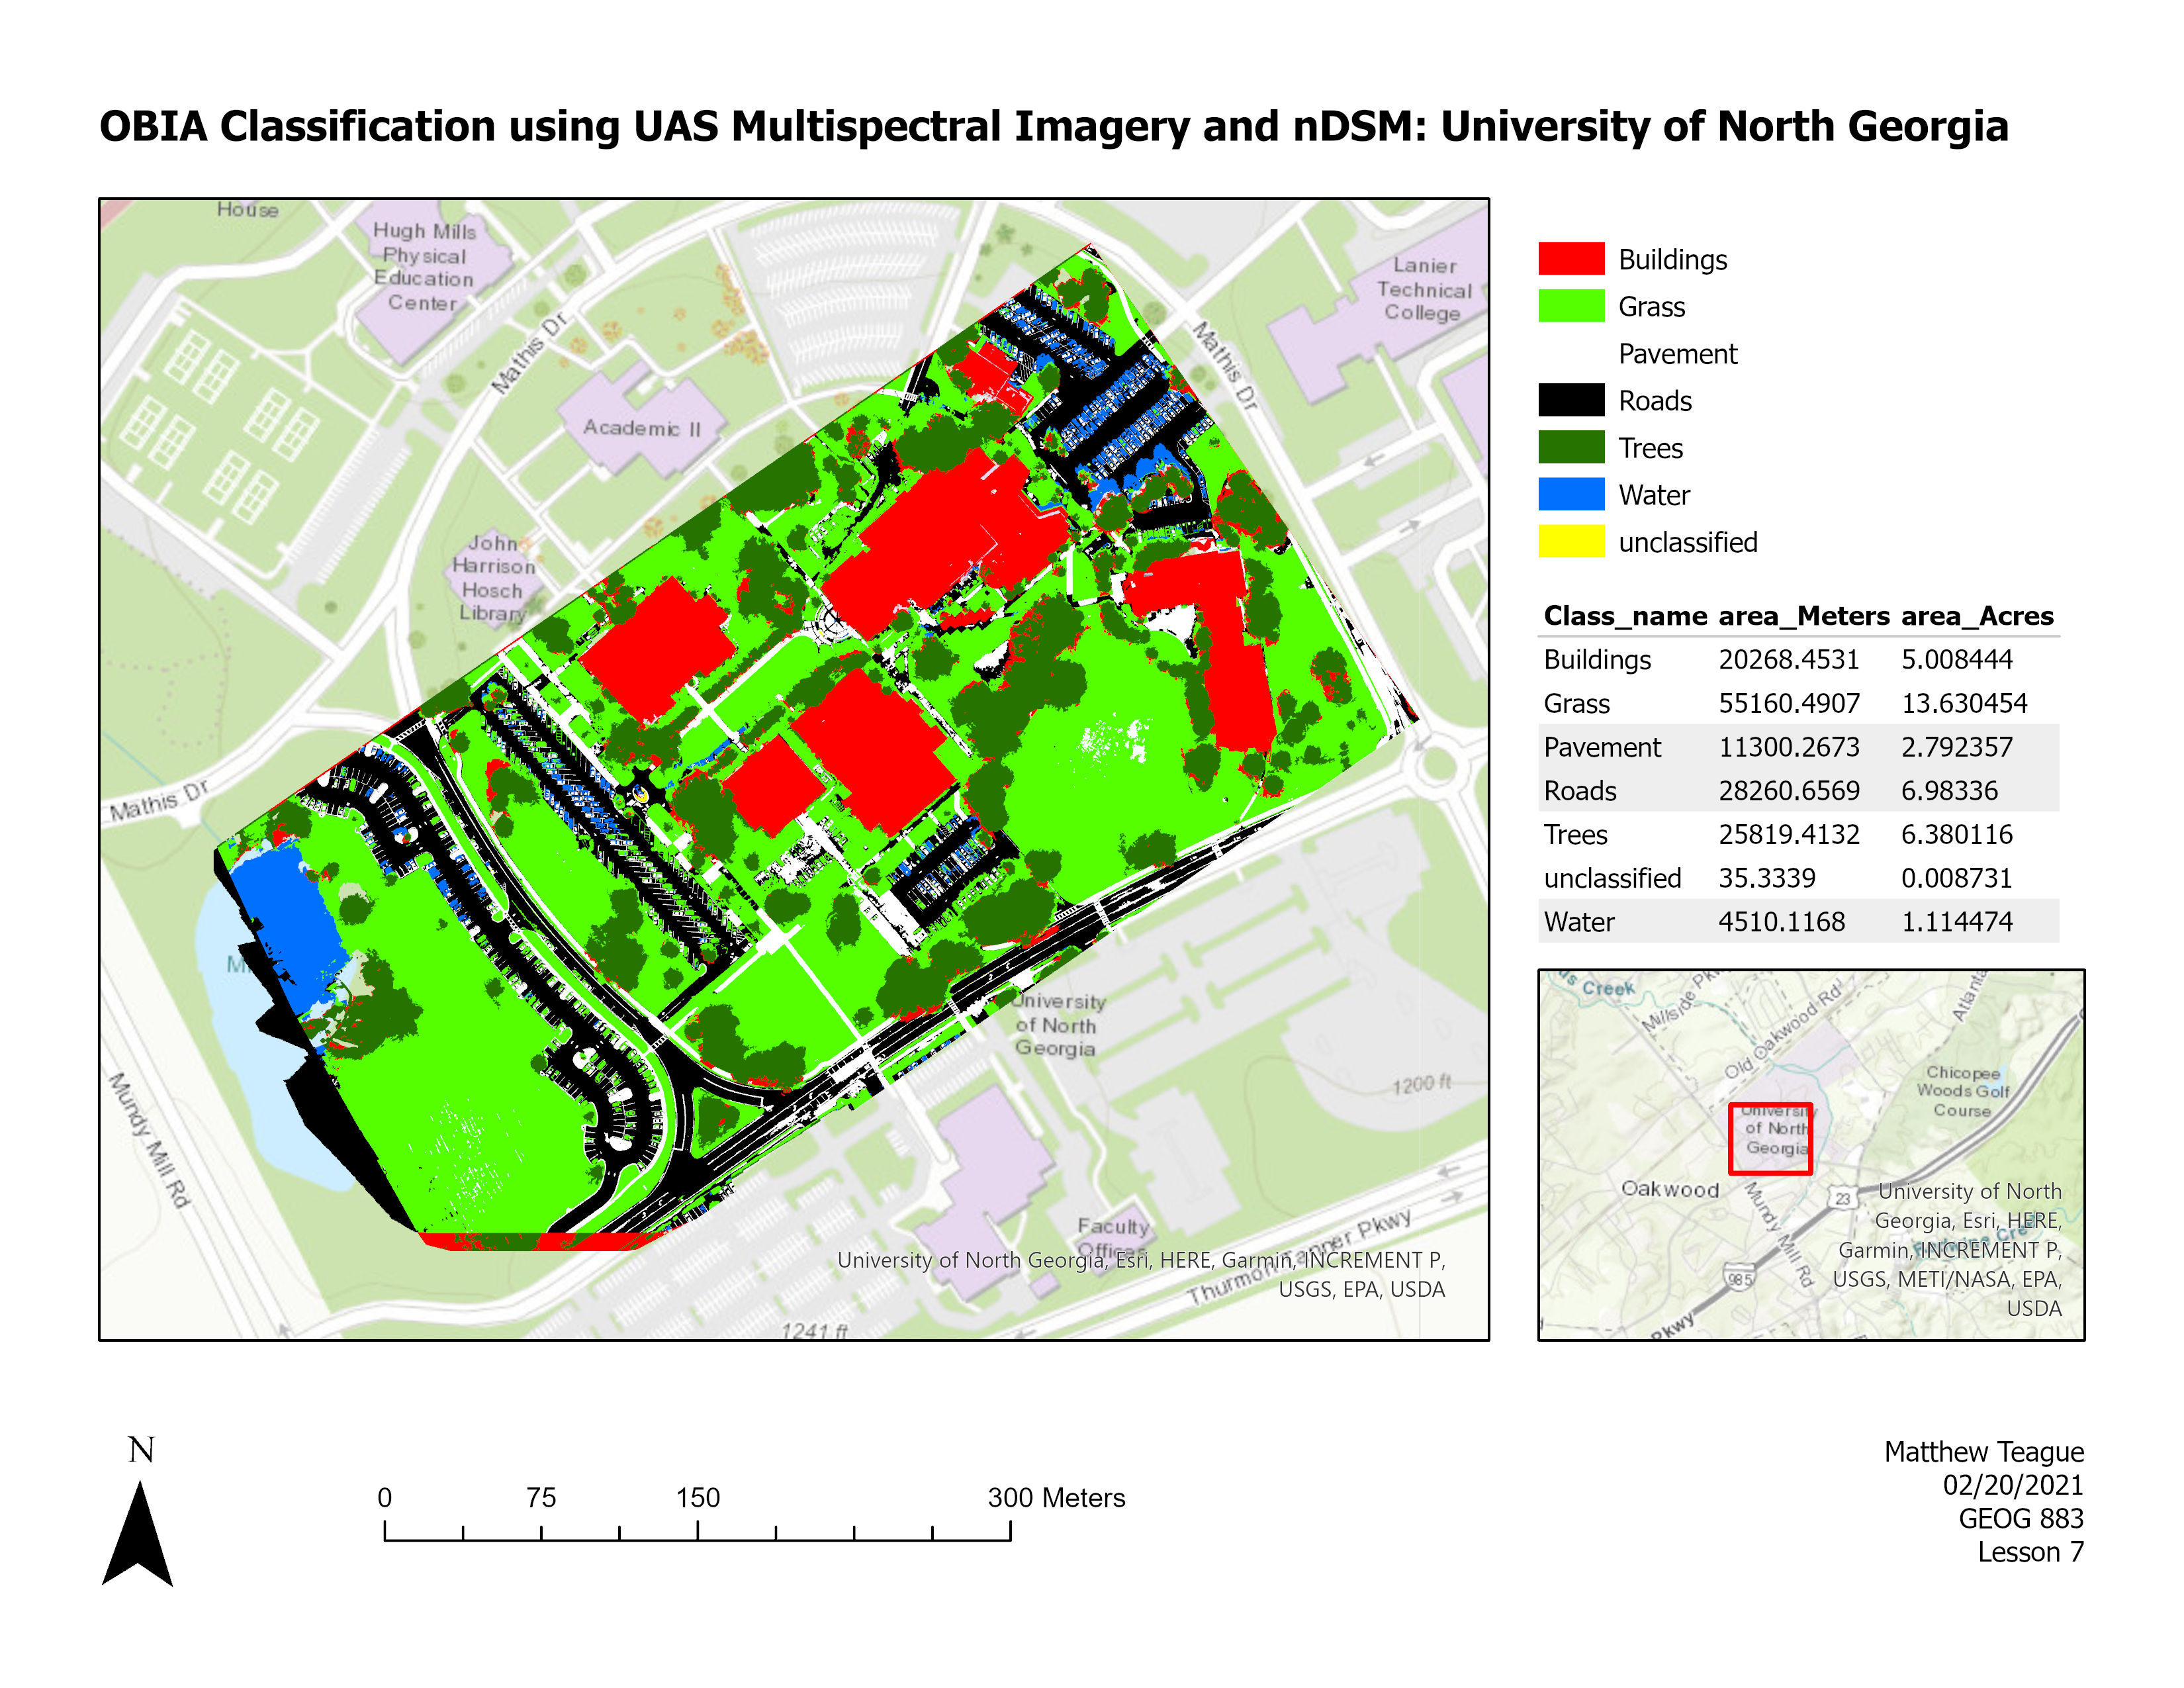 OBIA Classification using UAS Multispectral Imagery and nDSM: University of North Georgia
House
Hugh Mills
Physical
Education
Center
Mathis Dr
Academic II
John
Harrison
Hosch
Library
Mathis Dr
Lanier
Technical
College
Mathis Dr
Mundy Mill Rd
University
of North
Georgia
1200 ft
Faculty
Offices
Thurmon Tanner Pkwy
1241 ft
University of North Georgia, Esri, HERE, Garmin, INCREMENT P,
USGS, EPA, USDA
Buildings
Grass
Pavement
Roads
Trees
Water
unclassified
Class_name area_Meters area_Acres
Buildings 20268.4531 5.008444
Grass 55160.4907 13.630454
Pavement 11300.2673 2.792357
Roads 28260.6569 6.98336
Trees 25819.4132 6.380116
unclassified 35.3339 0.008731
Water 4510.1168 1.114474
Creek
Millside
Old Oakwood Rd
Atlanta
Chicopee
Woods Golf
Course
University
of North
Georgia
Oakwood
Mundy Mill Rd
23
985
Pkwy
University of North
Georgia, Esri, HERE,
Garmin, INCREMENT P,
USGS, METI/NASA, EPA,
USDA
N
0 75 150 300 Meters
Matthew Teague
02/20/2021
GEOG 883
Lesson 7